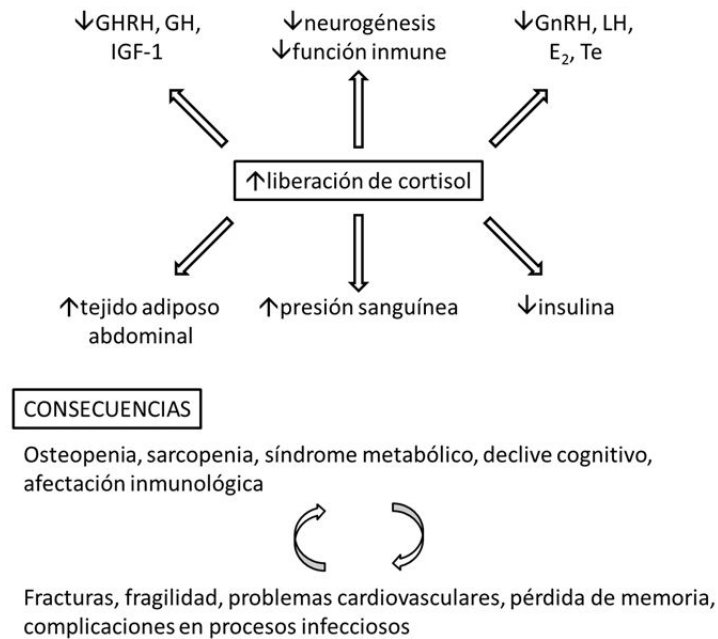 ↓GHRH, GH,
IGF-1
↓neurogénesis
↓función inmune
↓GnRH, LH,
E₂, Te
↑liberación de cortisol
↑tejido adiposo
abdominal
↑presión sanguínea
↓insulina
CONSECUENCIAS
Osteopenia, sarcopenia, síndrome metabólico, declive cognitivo,
afectación inmunológica
Fracturas, fragilidad, problemas cardiovasculares, pérdida de memoria,
complicaciones en procesos infecciosos